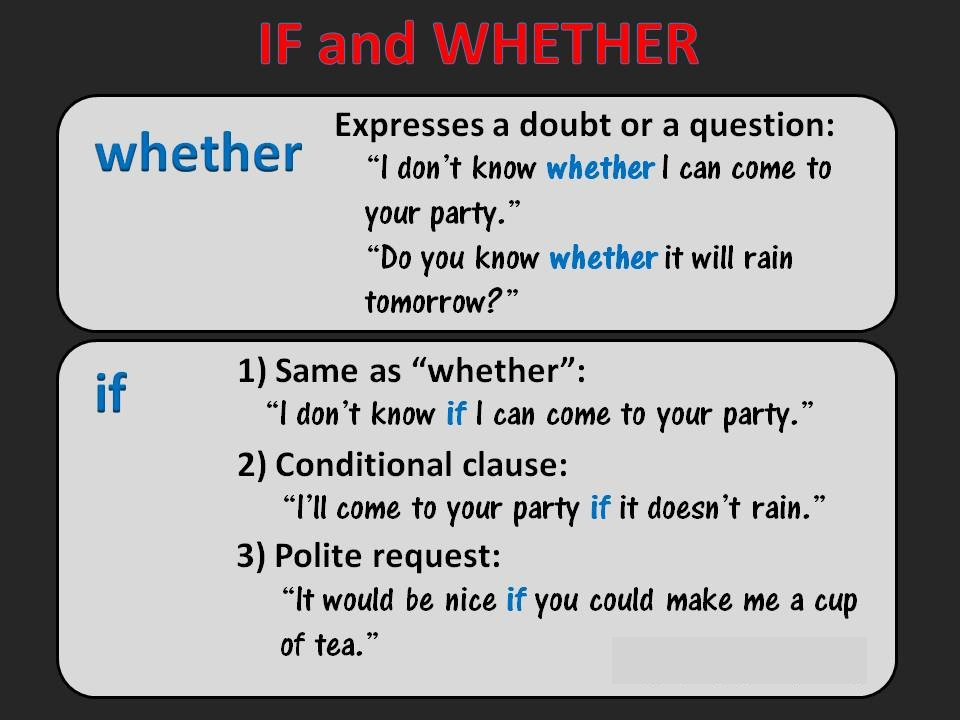 IF and WHETHER
whether
Expresses a doubt or a question:
“I don’t know whether I can come to
your party.”
“Do you know whether it will rain
tomorrow?”
if
1) Same as “whether”:
“I don’t know if I can come to your party.”
2) Conditional clause:
“I’ll come to your party if it doesn’t rain.”
3) Polite request:
“It would be nice if you could make me a cup
of tea.”